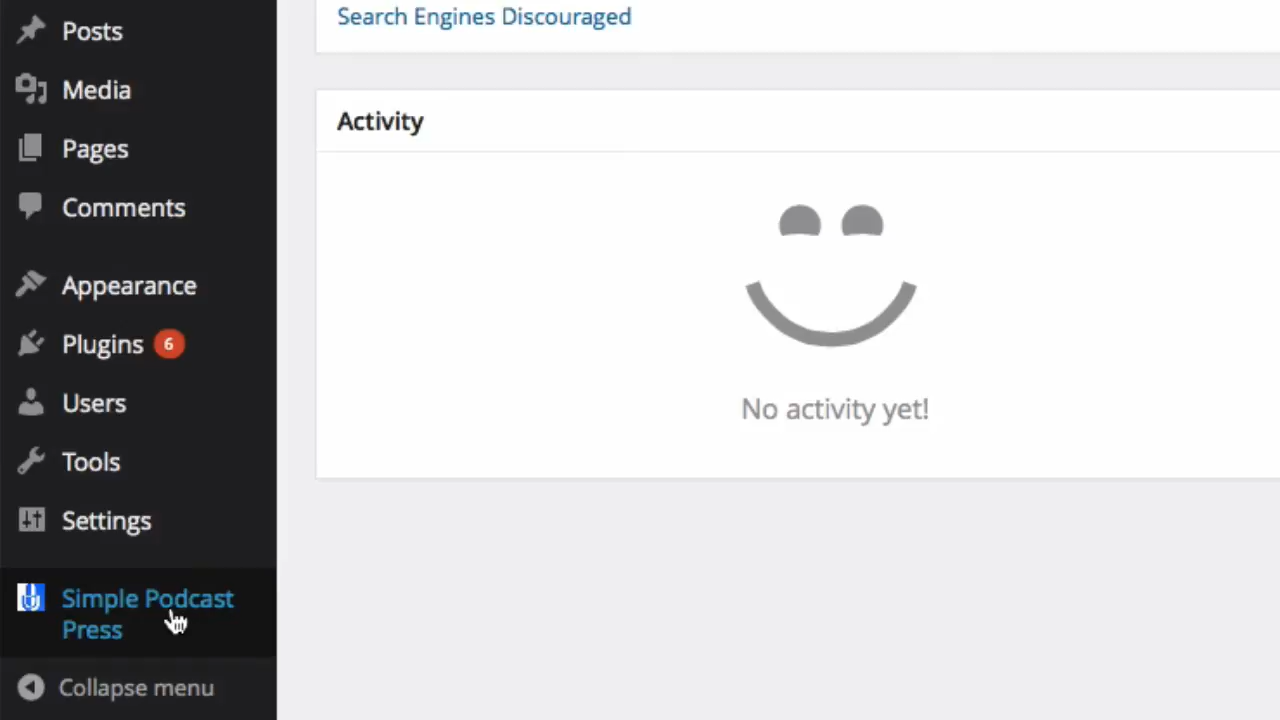 Posts
Media
Pages
Comments
Appearance
Plugins 6
Users
Tools
Settings
Simple Podcast
Press
Collapse menu
Search Engines Discouraged
Activity
No activity yet!